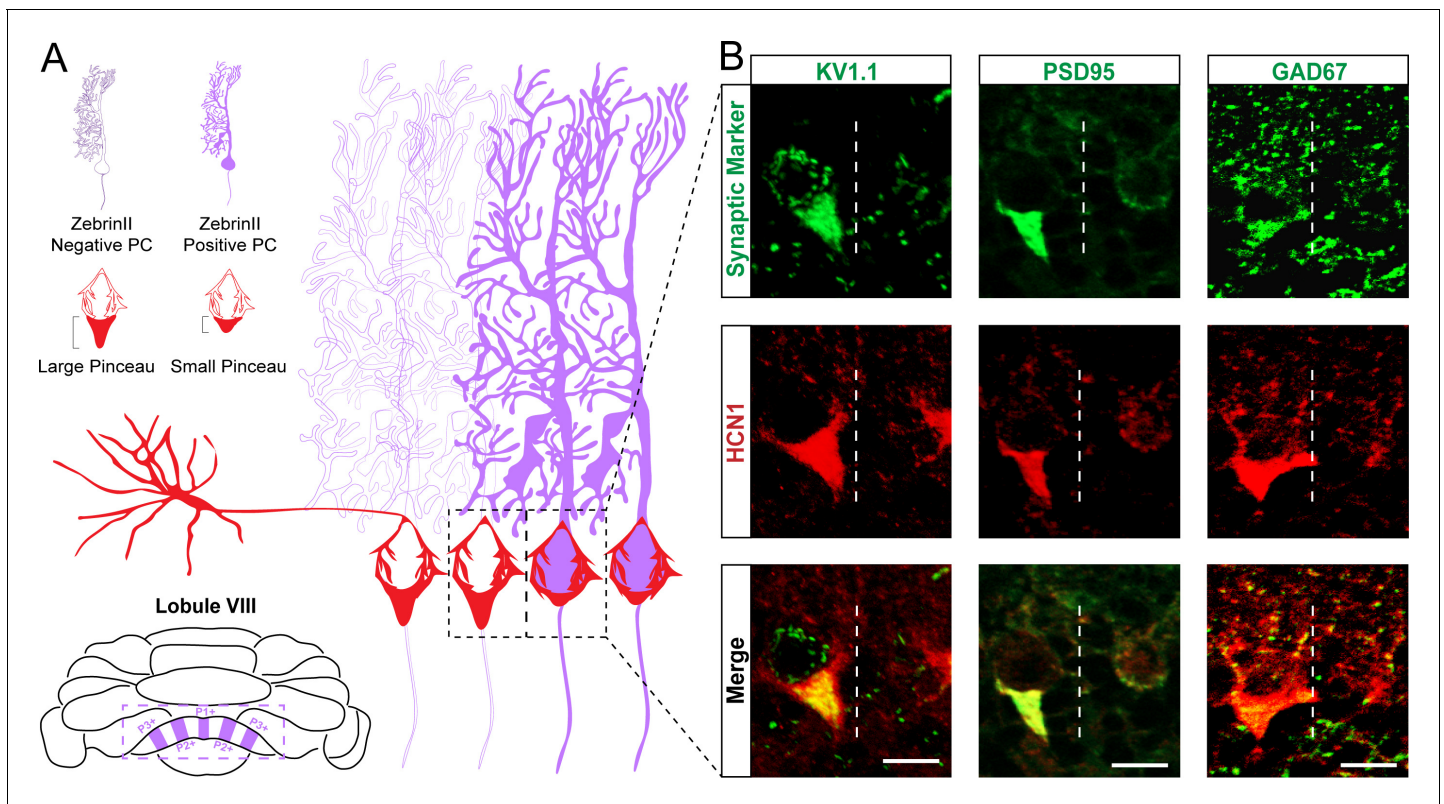 A
ZebrinII
Negative PC
ZebrinII
Positive PC
Large Pinceau
Small Pinceau
Lobule VIII
P3+
P2+
P1+
P2+
P3+
B
KV1.1
PSD95
GAD67
Synaptic Marker
HCN1
Merge